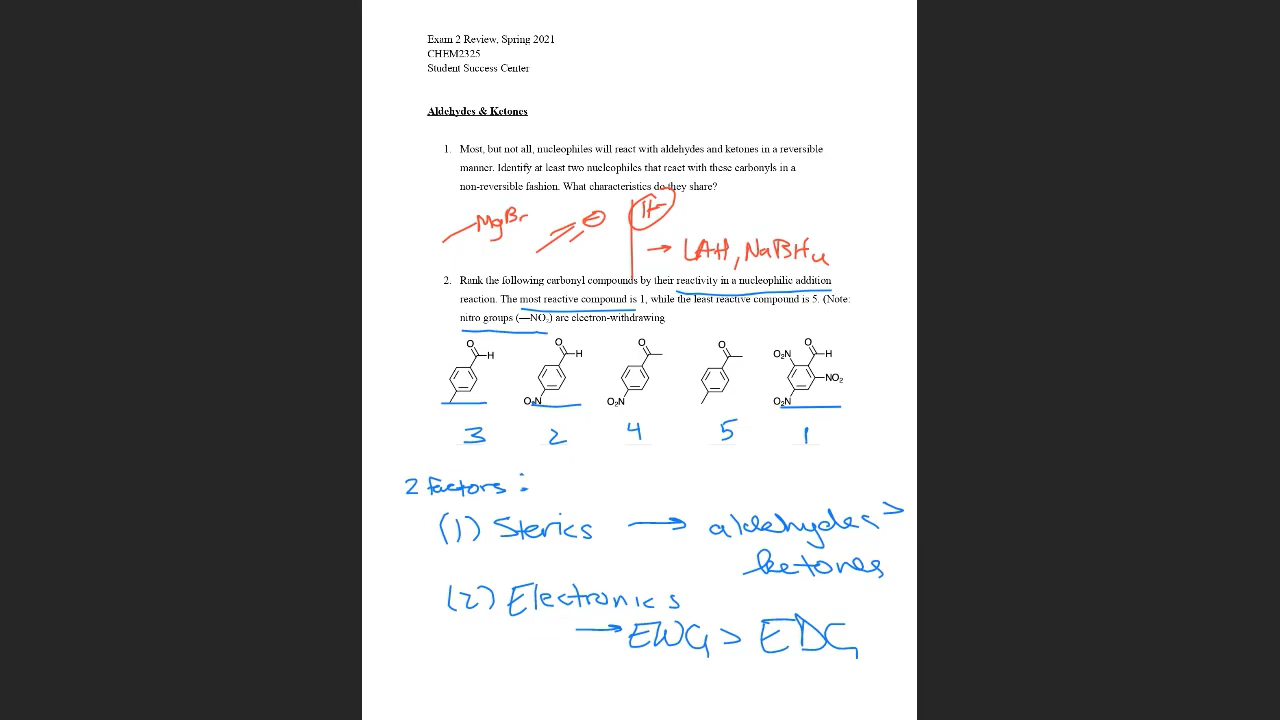 Exam 2 Review, Spring 2021
CHEM2325
Student Success Center
Aldehydes & Ketones
1. Most, but not all, nucleophiles will react with aldehydes and ketones in a reversible
manner. Identify at least two nucleophiles that react with these carbonyls in a
non-reversible fashion. What characteristics do they share?
MgBr
⊖
H-
→ LAH, NaBH4
2. Rank the following carbonyl compounds by their reactivity in a nucleophilic addition
reaction. The most reactive compound is 1, while the least reactive compound is 5. (Note:
nitro groups (—NO2) are electron-withdrawing
O H O H O O O2N O H
NO2
O2N O2N O2N
3 2 4 5 1
2 factors:
(1) Sterics → aldehydes >
ketones
(2) Electronics
→ EWG > EDG